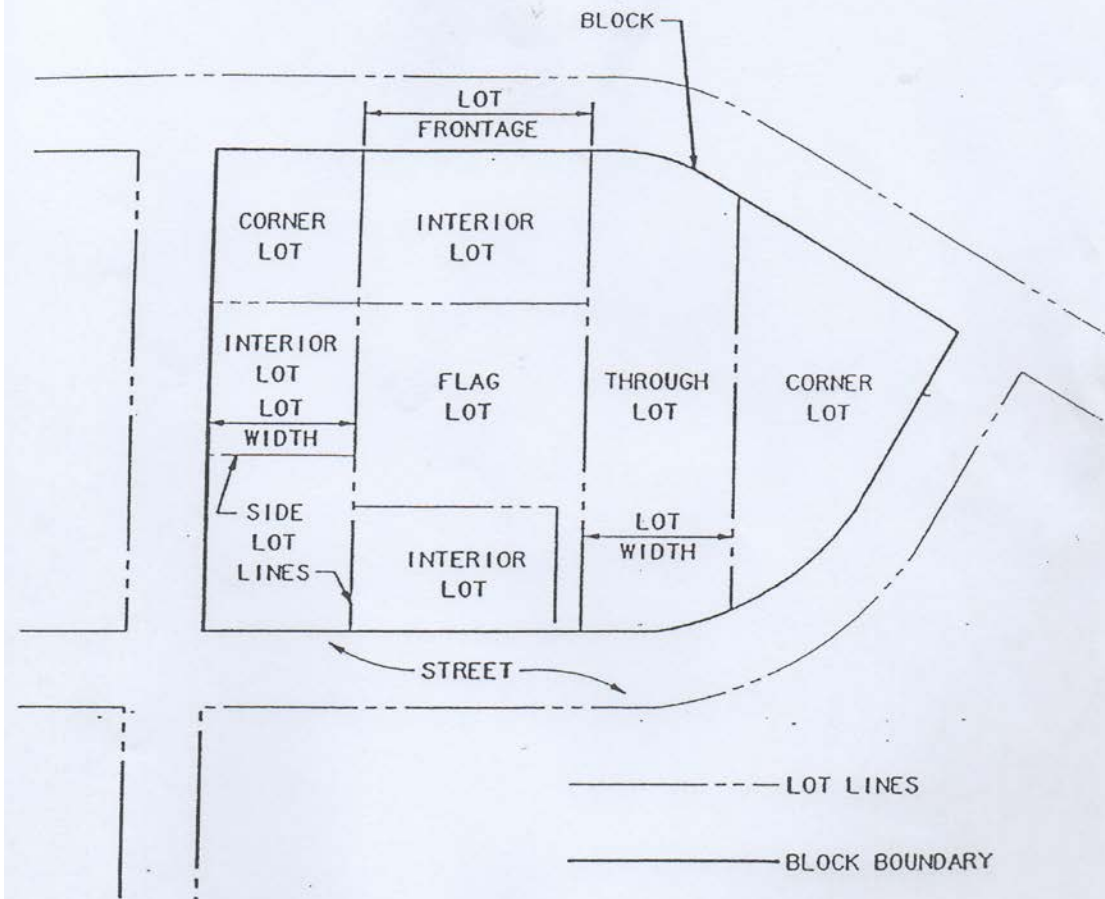 BLOCK
LOT
FRONTAGE
CORNER
LOT
INTERIOR
LOT
INTERIOR
LOT
LOT
WIDTH
FLAG
LOT
THROUGH
LOT
CORNER
LOT
SIDE
LOT
LINES
INTERIOR
LOT
LOT
WIDTH
STREET
LOT LINES
BLOCK BOUNDARY